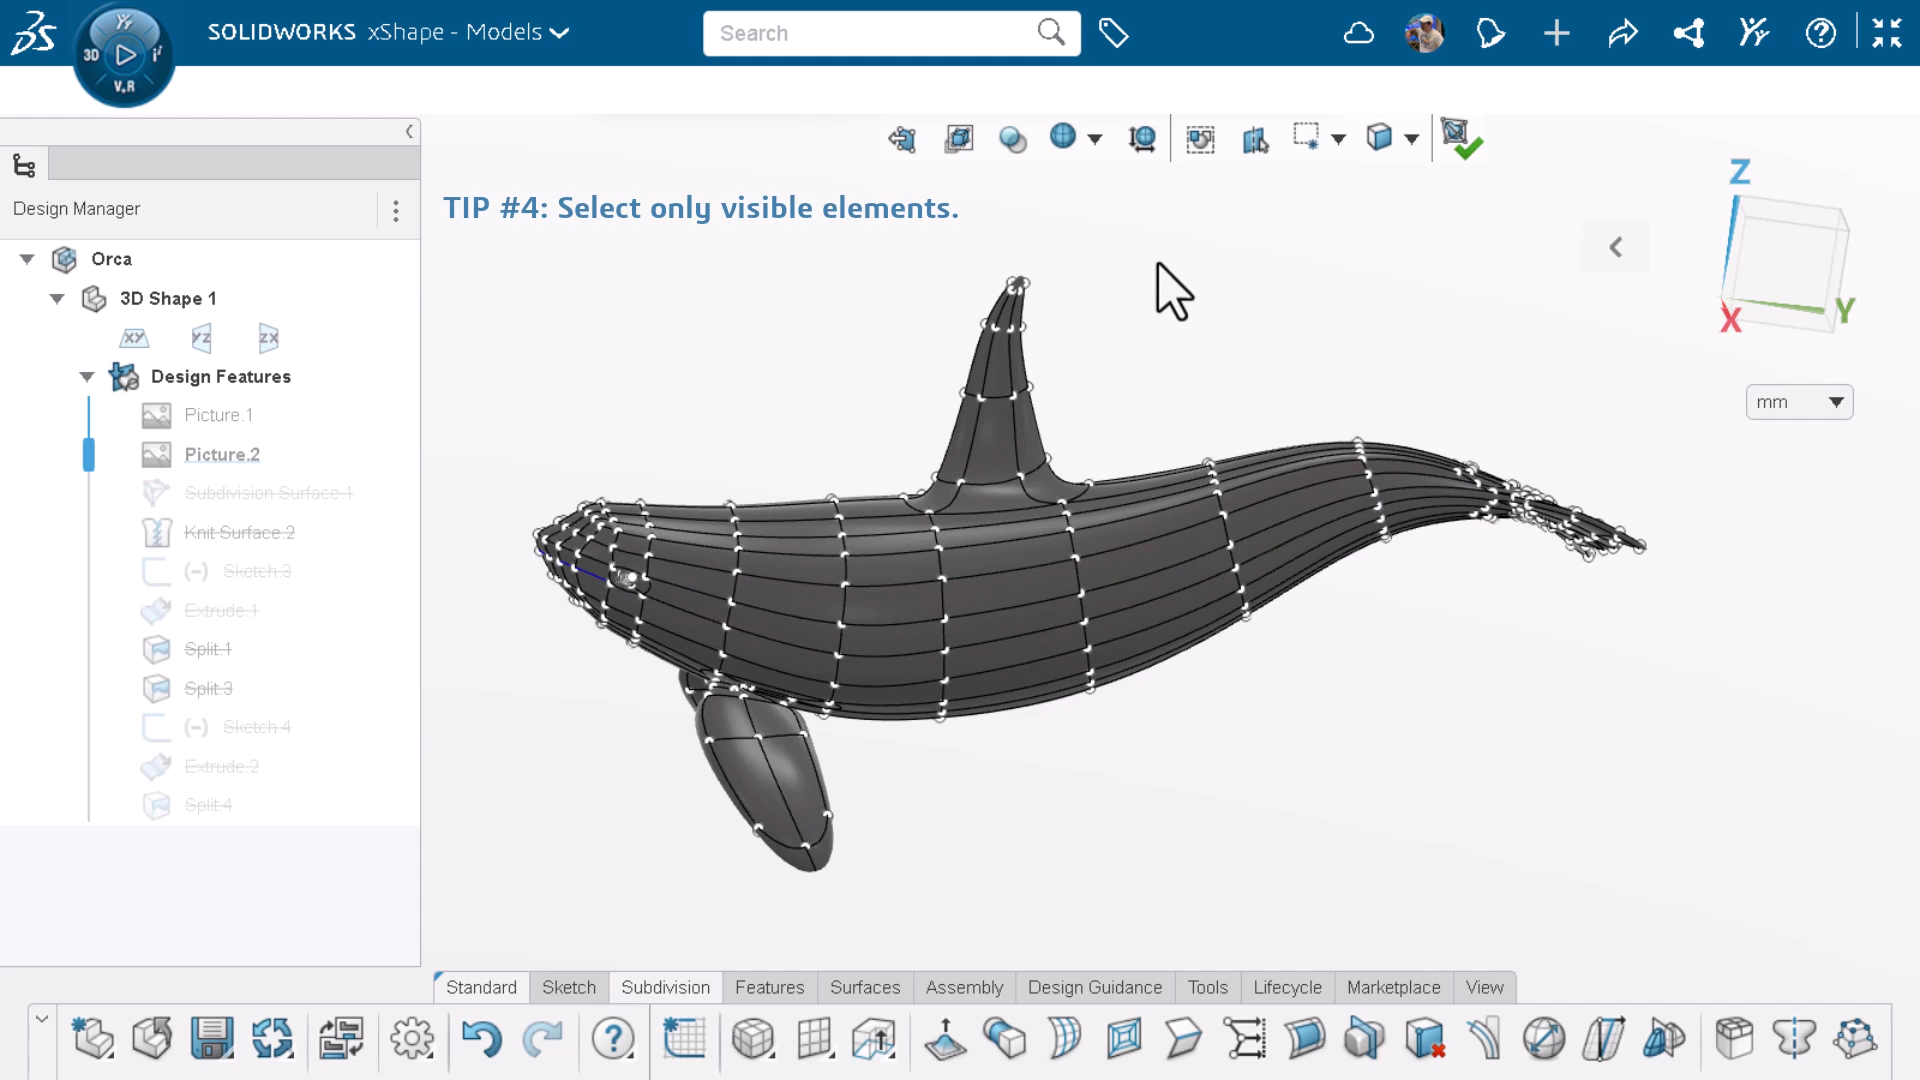 SOLIDWORKS xShape - Models
Search
3D
V.R
Design Manager
TIP #4: Select only visible elements.
Orca
3D Shape 1
XY YZ ZX
Design Features
Picture.1
Picture.2
Subdivision Surface.1
Knit Surface.2
(-) Sketch.3
Extrude.1
Split.1
Split.3
(-) Sketch.4
Extrude.2
Split.4
Z
X
Y
mm
Standard Sketch Subdivision Features Surfaces Assembly Design Guidance Tools Lifecycle Marketplace View